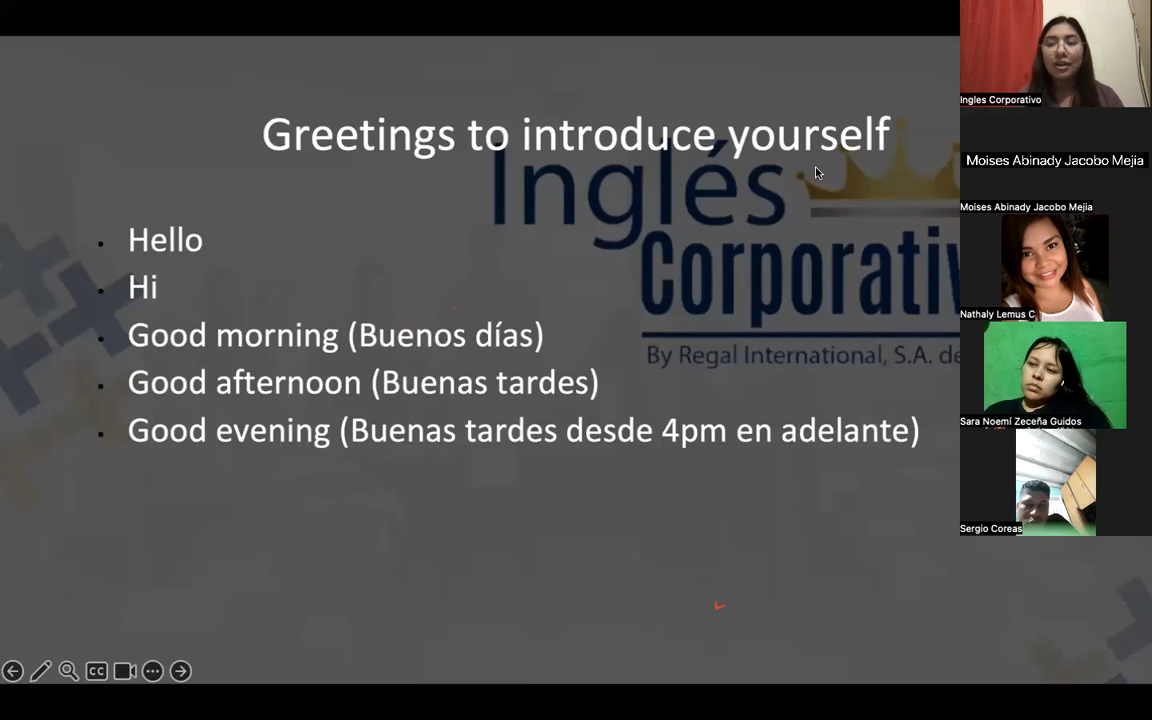 Greetings to introduce yourself
Inglés
Corporativ
By Regal International, S.A. de
Hello
Hi
Good morning (Buenos días)
Good afternoon (Buenas tardes)
Good evening (Buenas tardes desde 4pm en adelante)
CC
Ingles Corporativo
Moises Abinady Jacobo Mejia
Moises Abinady Jacobo Mejia
Nathaly Lemus C
Sara Noemí Zeceña Guidos
Sergio Coreas